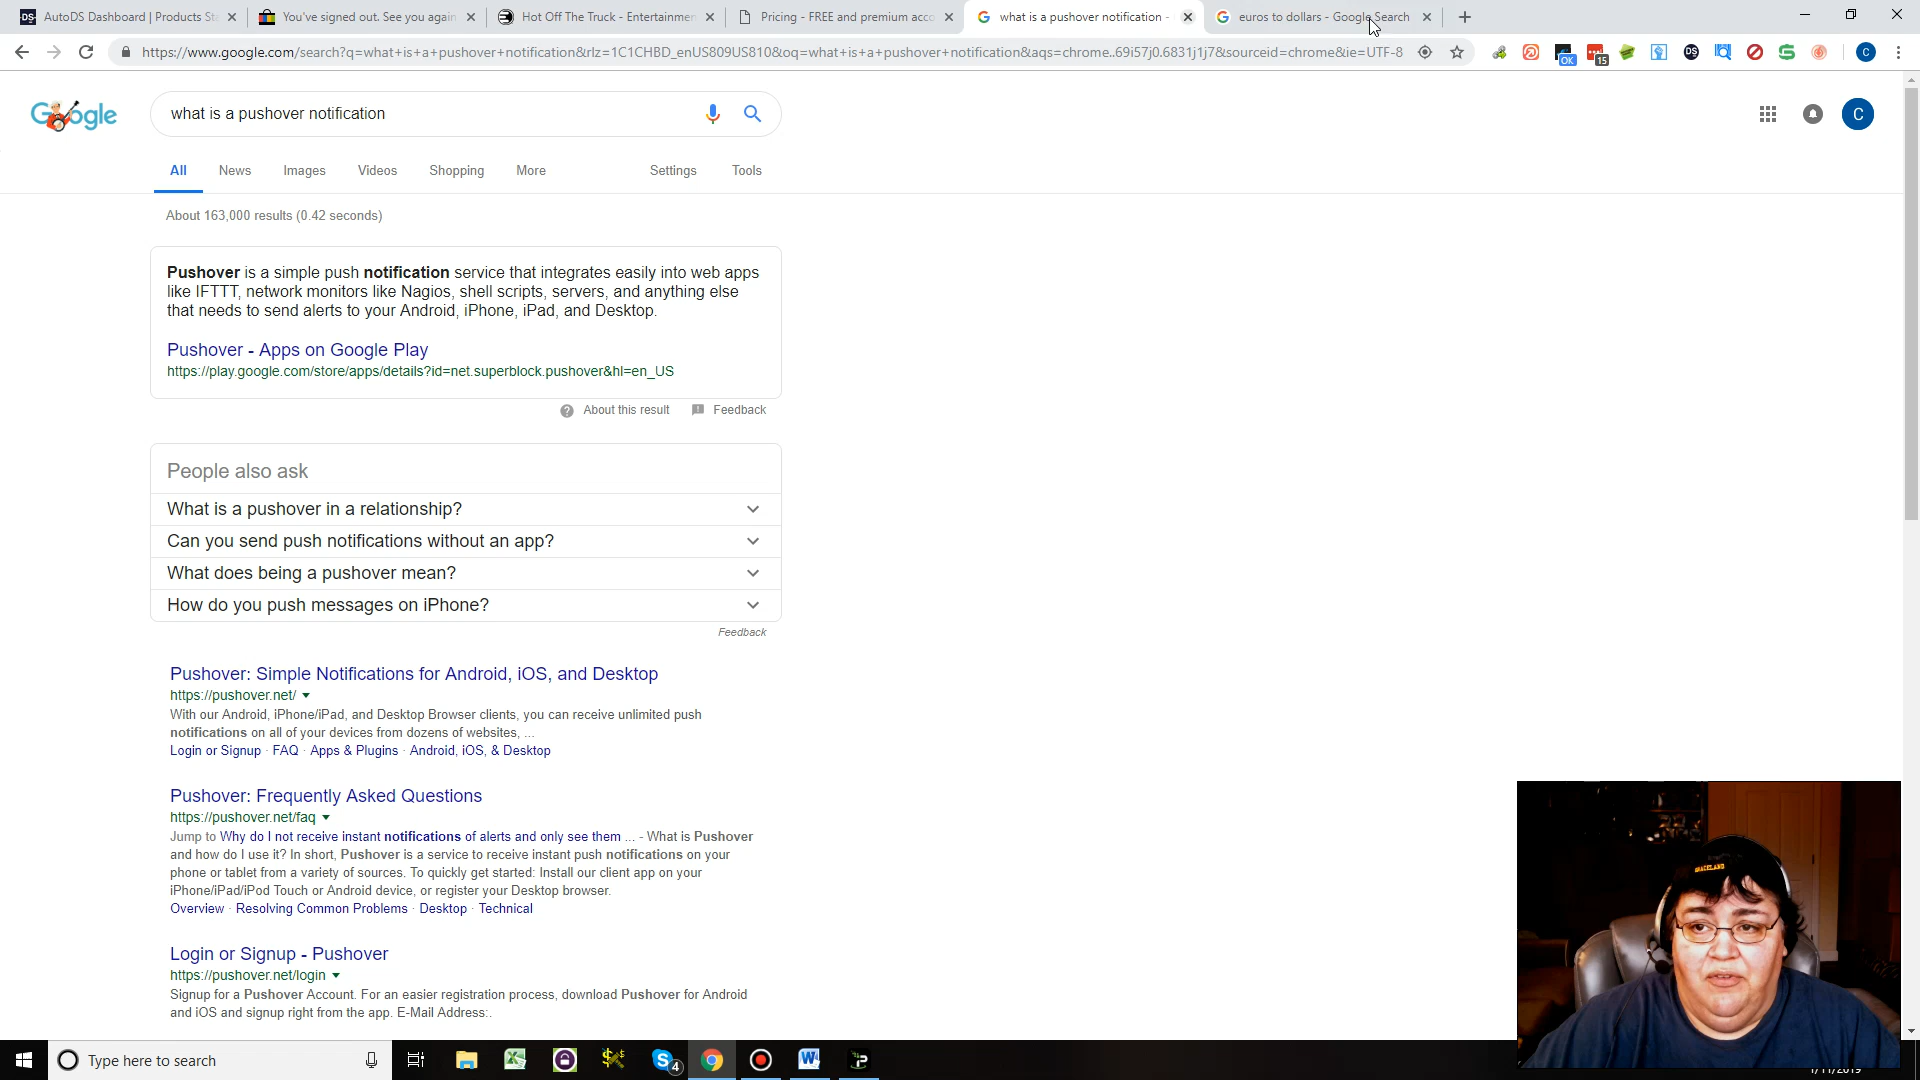 AutoDS Dashboard | Products St
You've signed out. See you again
Hot Off The Truck - Entertainmen
Pricing - FREE and premium acco
what is a pushover notification -
euros to dollars - Google Search
https://www.google.com/search?q=what+is+a+pushover+notification&rlz=1C1CHBD_enUS809US810&oq=what+is+a+pushover+notification&aqs=chrome..69i57j0.6831j1j7&sourceid=chrome&ie=UTF-8
OK
15
DS
C
Google
what is a pushover notification
C
All News Images Videos Shopping More Settings Tools
About 163,000 results (0.42 seconds)
Pushover is a simple push notification service that integrates easily into web apps
like IFTTT, network monitors like Nagios, shell scripts, servers, and anything else
that needs to send alerts to your Android, iPhone, iPad, and Desktop.
Pushover - Apps on Google Play
https://play.google.com/store/apps/details?id=net.superblock.pushover&hl=en_US
About this result Feedback
People also ask
What is a pushover in a relationship?
Can you send push notifications without an app?
What does being a pushover mean?
How do you push messages on iPhone?
Feedback
Pushover: Simple Notifications for Android, iOS, and Desktop
https://pushover.net/
With our Android, iPhone/iPad, and Desktop Browser clients, you can receive unlimited push
notifications on all of your devices from dozens of websites, ...
Login or Signup · FAQ · Apps & Plugins · Android, iOS, & Desktop
Pushover: Frequently Asked Questions
https://pushover.net/faq
Jump to Why do I not receive instant notifications of alerts and only see them ... - What is Pushover
and how do I use it? In short, Pushover is a service to receive instant push notifications on your
phone or tablet from a variety of sources. To quickly get started: Install our client app on your
iPhone/iPad/iPod Touch or Android device, or register your Desktop browser.
Overview · Resolving Common Problems · Desktop · Technical
Login or Signup - Pushover
https://pushover.net/login
Signup for a Pushover Account. For an easier registration process, download Pushover for Android
and iOS and signup right from the app. E-Mail Address:.
GRACELAND
Type here to search
4